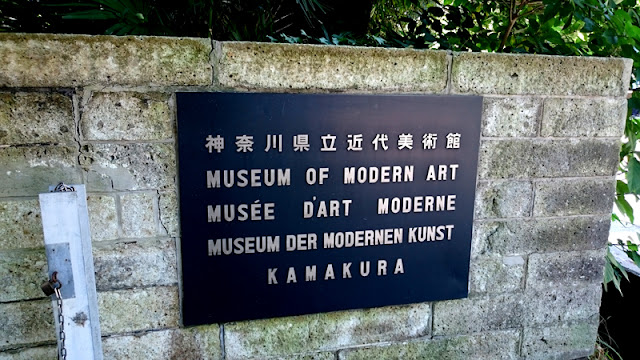 神奈川県立近代美術館
MUSEUM OF MODERN ART
MUSÉE D'ART MODERNE
MUSEUM DER MODERNEN KUNST
KAMAKURA